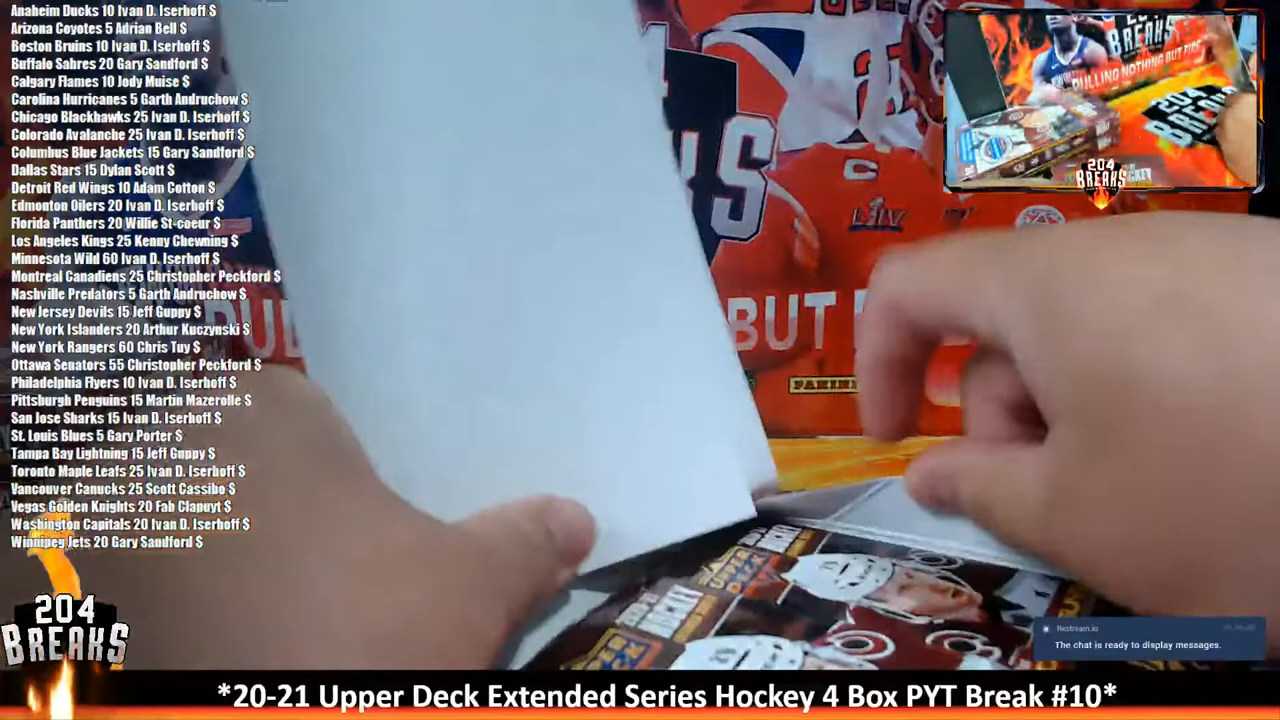 Anaheim Ducks 10 Ivan D. Iserhoff $
Arizona Coyotes 5 Adrian Bell $
Boston Bruins 10 Ivan D. Iserhoff $
Buffalo Sabres 20 Gary Sandford $
Calgary Flames 10 Jody Muise $
Carolina Hurricanes 5 Garth Andruchow $
Chicago Blackhawks 25 Ivan D. Iserhoff $
Colorado Avalanche 25 Ivan D. Iserhoff $
Columbus Blue Jackets 15 Gary Sandford $
Dallas Stars 15 Dylan Scott $
Detroit Red Wings 10 Adam Cotton $
Edmonton Oilers 20 Ivan D. Iserhoff $
Florida Panthers 20 Willie St-coeur $
Los Angeles Kings 25 Kenny Chewning $
Minnesota Wild 60 Ivan D. Iserhoff $
Montreal Canadiens 25 Christopher Peckford $
Nashville Predators 5 Garth Andruchow $
New Jersey Devils 15 Jeff Guppy $
New York Islanders 20 Arthur Kuczynski $
New York Rangers 60 Chris Tuy $
Ottawa Senators 55 Christopher Peckford $
Philadelphia Flyers 10 Ivan D. Iserhoff $
Pittsburgh Penguins 15 Martin Mazerolle $
San Jose Sharks 15 Ivan D. Iserhoff $
St. Louis Blues 5 Gary Porter $
Tampa Bay Lightning 15 Jeff Guppy $
Toronto Maple Leafs 25 Ivan D. Iserhoff $
Vancouver Canucks 25 Scott Cassibo $
Vegas Golden Knights 20 Fab Clapuyt $
Washington Capitals 20 Ivan D. Iserhoff $
Winnipeg Jets 20 Gary Sandford $
204
BREAKS
BREAKS
PULLING NOTHING BUT FIRE
204
BREAKS
204
BREAKS
C
LIV
BUT
PANINI
HOCKEY
UPPER DECK
HOCKEY
UPPER DECK
Restream.io
The chat is ready to display messages.
*20-21 Upper Deck Extended Series Hockey 4 Box PYT Break #10*